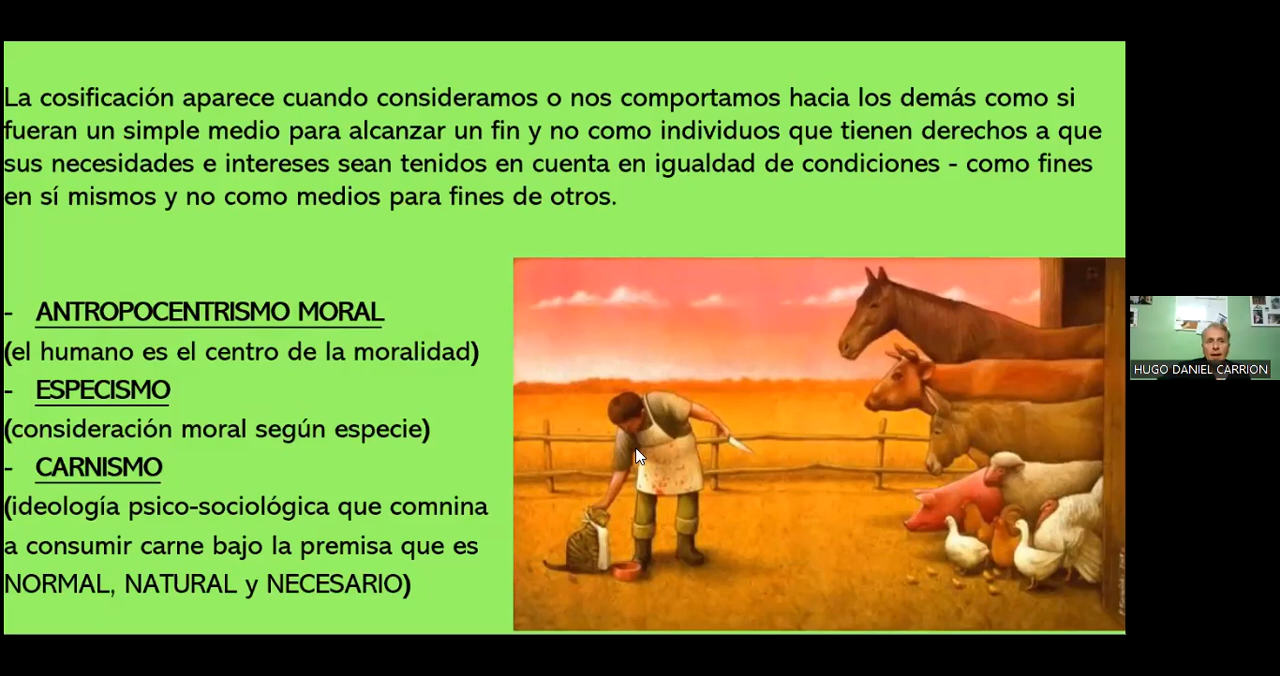 La cosificación aparece cuando consideramos o nos comportamos hacia los demás como si
fueran un simple medio para alcanzar un fin y no como individuos que tienen derechos a que
sus necesidades e intereses sean tenidos en cuenta en igualdad de condiciones - como fines
en sí mismos y no como medios para fines de otros.
- ANTROPOCENTRISMO MORAL
(el humano es el centro de la moralidad)
- ESPECISMO
(consideración moral según especie)
- CARNISMO
(ideología psico-sociológica que comnina
a consumir carne bajo la premisa que es
NORMAL, NATURAL y NECESARIO)
HUGO DANIEL CARRION